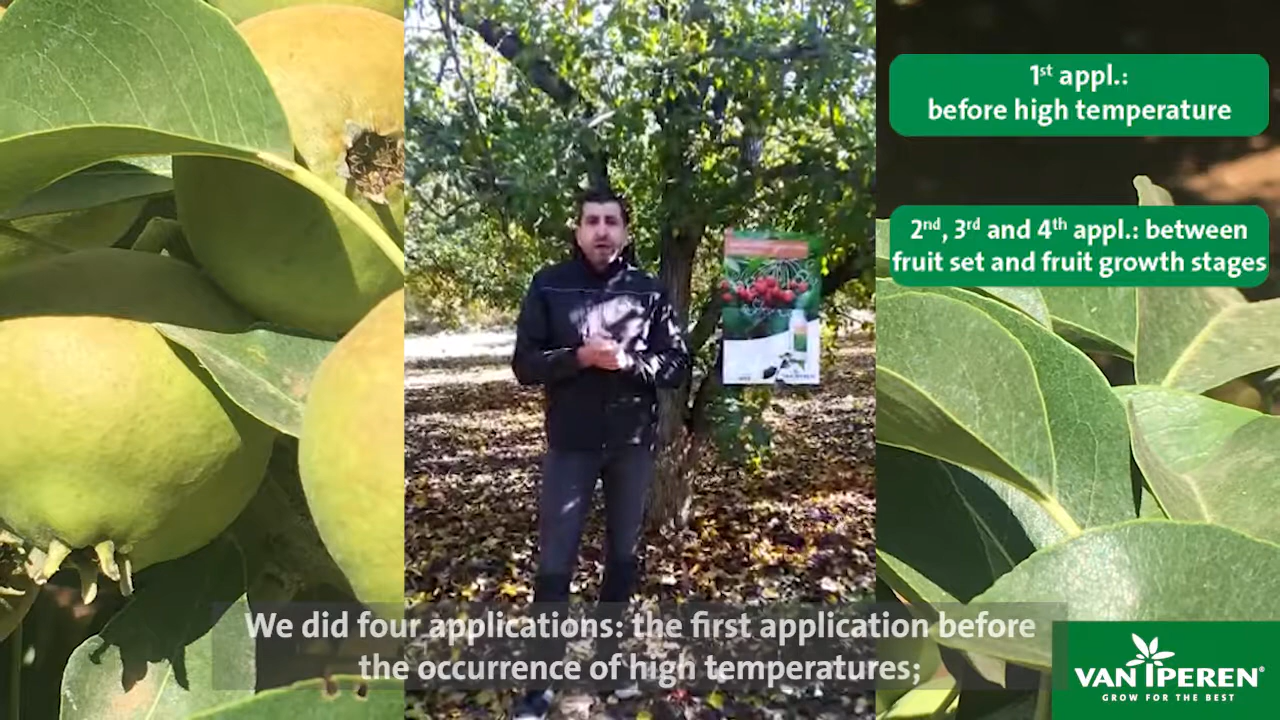 1st appl.:
before high temperature
2nd, 3rd and 4th appl.: between
fruit set and fruit growth stages
We did four applications: the first application before
the occurrence of high temperatures;
VAN IPEREN®
GROW FOR THE BEST